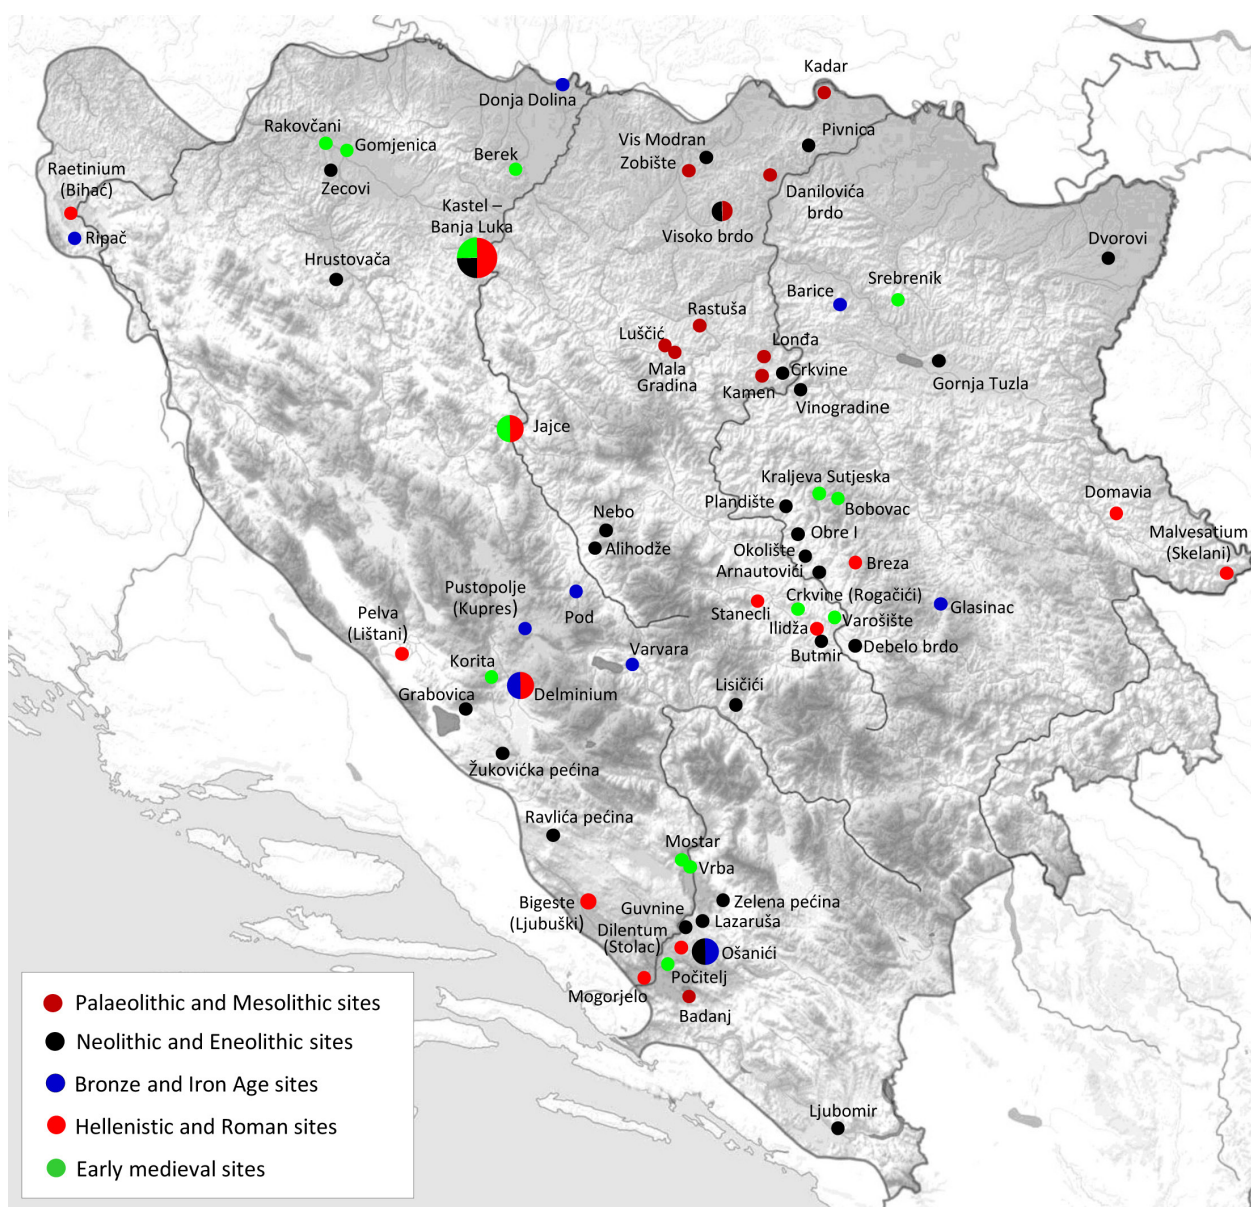 Kadar
Donja Dolina
Rakovčani
Gomjenica
Vis Modran
Pivnica
Zobište
Berek
Raetinium
(Bihać)
Zecovi
Danilovića
brdo
Kastel –
Banja Luka
Visoko brdo
Ripač
Dvorovi
Hrustovača
Srebrenik
Barice
Rastuša
Luščić
Lonđa
Mala
Gradina
Crkvine
Kamen
Gornja Tuzla
Vinogradine
Jajce
Kraljeva Sutjeska
Domavia
Plandište
Bobovac
Nebo
Obre I
Malvesatium
(Skelani)
Alihodže
Okolište
Breza
Arnautovići
Pustopolje
(Kupres)
Pod
Crkvine (Rogačići)
Glasinac
Stanecli
Pelva
(Lištani)
Ilidža
Varošište
Butmir
Debelo brdo
Varvara
Korita
Grabovica
Delminium
Lisičići
Žukovićka pećina
Ravlića pećina
Mostar
Vrba
Bigeste
(Ljubuški)
Zelena pećina
Guvnine
Lazaruša
Dilentum
(Stolac)
Ošanići
Počitelj
Mogorjelo
Badanj
Ljubomir
Palaeolithic and Mesolithic sites
Neolithic and Eneolithic sites
Bronze and Iron Age sites
Hellenistic and Roman sites
Early medieval sites